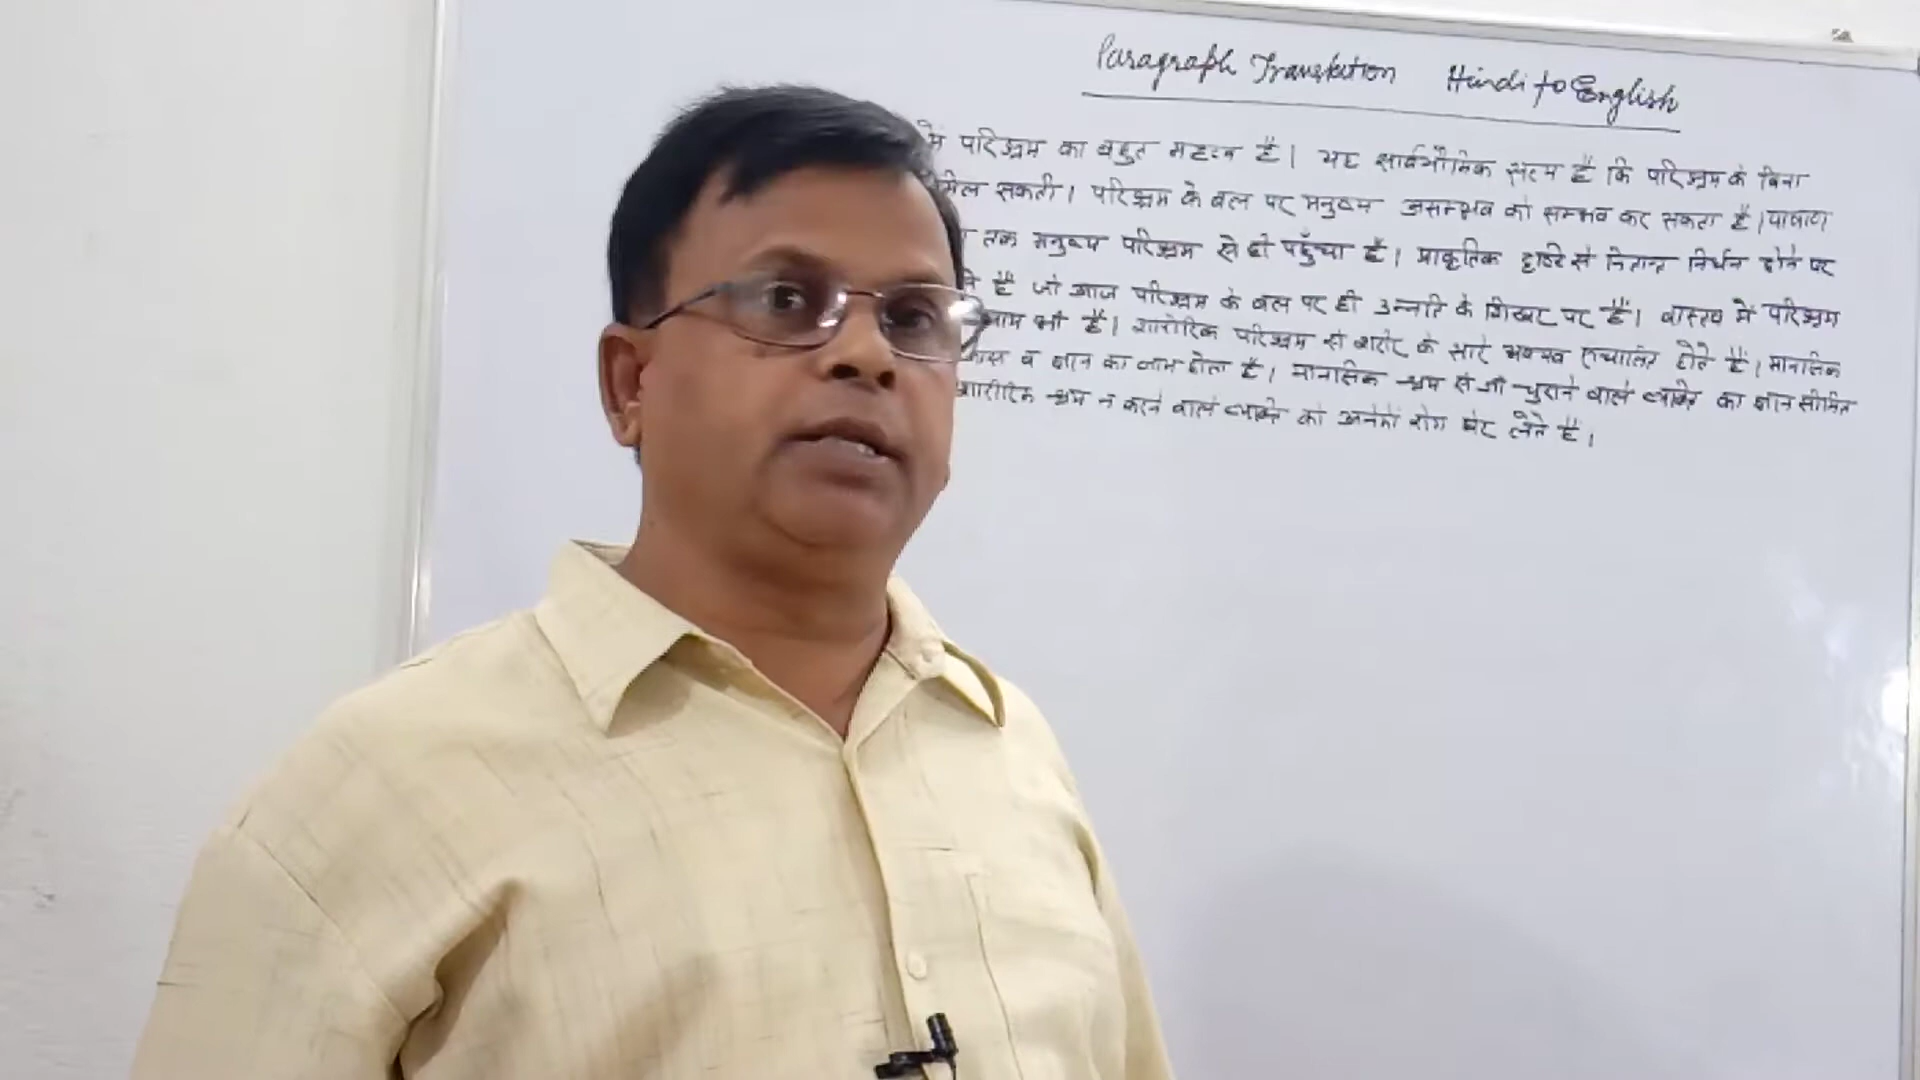 Paragraph Translation Hindi to English
में परिश्रम का बहुत महत्व है। यह सार्वभौमिक सत्य है कि परिश्रम के बिना
मिल सकती। परिश्रम के बल पर मनुष्य असम्भव को सम्भव कर सकता है। पाषाण
तक मनुष्य परिश्रम से ही पहुँचा है। प्राकृतिक दृष्टि से नितान्त निर्धन होने पर
हैं जो आज परिश्रम के बल पर ही उन्नति के शिखर पर हैं। वास्तव में परिश्रम
नाम भी है। शारीरिक परिश्रम से शरीर के सारे अवयव संचालित होते हैं। मानसिक
व ज्ञान का लाभ होता है। मानसिक श्रम से जी चुराने वाले व्यक्ति का ज्ञान सीमित
शारीरिक श्रम न करने वाले व्यक्ति को अनेकों रोग घेर लेते हैं।